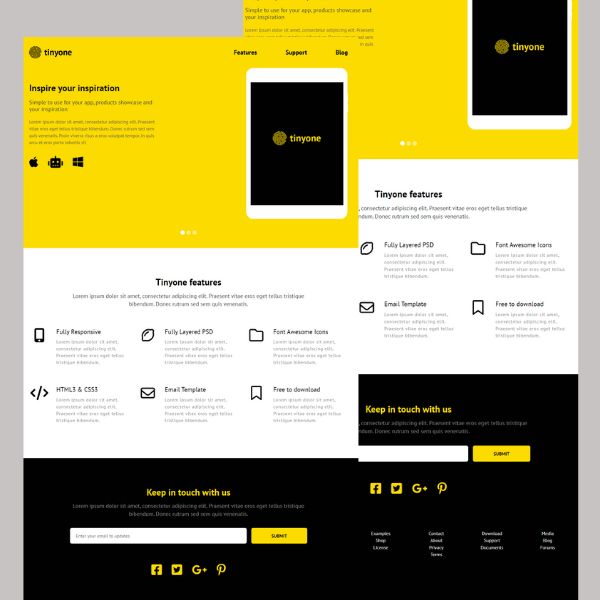 Simple to use for your app, products showcase and
your inspiration
Lorem ipsum dolor sit amet, consectetur adipiscing elit.
tinyone
tinyone
Features
Support
Blog
Inspire your inspiration
Simple to use for your app, products showcase and
your inspiration
Lorem ipsum dolor sit amet, consectetur adipiscing elit.
Praesent vitae eros eget tellus tristique bibendum. Donec rutrum sed sem
quis venenatis. Proin viverra risus a eros volutpat tempor. In quis
arcu et eros porta lobortis sit
tinyone
Tinyone features
, consectetur adipiscing elit. Praesent vitae eros eget tellus tristique
ndum. Donec rutrum sed sem quis venenatis.
Fully Layered PSD
Lorem ipsum dolor sit amet,
consectetur adipiscing elit.
Praesent vitae eros eget tellus
tristique bibendum.
Font Awesome Icons
Lorem ipsum dolor sit amet,
consectetur adipiscing elit.
Praesent vitae eros eget tellus
tristique bibendum.
Email Template
Lorem ipsum dolor sit amet,
consectetur adipiscing elit.
Praesent vitae eros eget tellus
tristique bibendum.
Free to download
Lorem ipsum dolor sit amet,
consectetur adipiscing elit.
Praesent vitae eros eget tellus
tristique bibendum.
Tinyone features
Lorem ipsum dolor sit amet, consectetur adipiscing elit. Praesent vitae eros eget tellus tristique
bibendum. Donec rutrum sed sem quis venenatis.
Fully Responsive
Lorem ipsum dolor sit amet,
consectetur adipiscing elit.
Praesent vitae eros eget tellus
tristique bibendum.
Fully Layered PSD
Lorem ipsum dolor sit amet,
consectetur adipiscing elit.
Praesent vitae eros eget tellus
tristique bibendum.
Font Awesome Icons
Lorem ipsum dolor sit amet,
consectetur adipiscing elit.
Praesent vitae eros eget tellus
tristique bibendum.
HTML3 & CSS3
Lorem ipsum dolor sit amet,
consectetur adipiscing elit.
Praesent vitae eros eget tellus
tristique bibendum.
Email Template
Lorem ipsum dolor sit amet,
consectetur adipiscing elit.
Praesent vitae eros eget tellus
tristique bibendum.
Free to download
Lorem ipsum dolor sit amet,
consectetur adipiscing elit.
Praesent vitae eros eget tellus
tristique bibendum.
Keep in touch with us
, consectetur adipiscing elit. Praesent vitae eros eget tellus tristique
ndum. Donec rutrum sed sem quis venenatis.
SUBMIT
Examples
Shop
License
Contact
About
Privacy
Terms
Download
Support
Documents
Media
Blog
Forums
Keep in touch with us
Lorem ipsum dolor sit amet, consectetur adipiscing elit. Praesent vitae eros eget tellus tristique
bibendum. Donec rutrum sed sem quis venenatis.
Enter your email to updates
SUBMIT